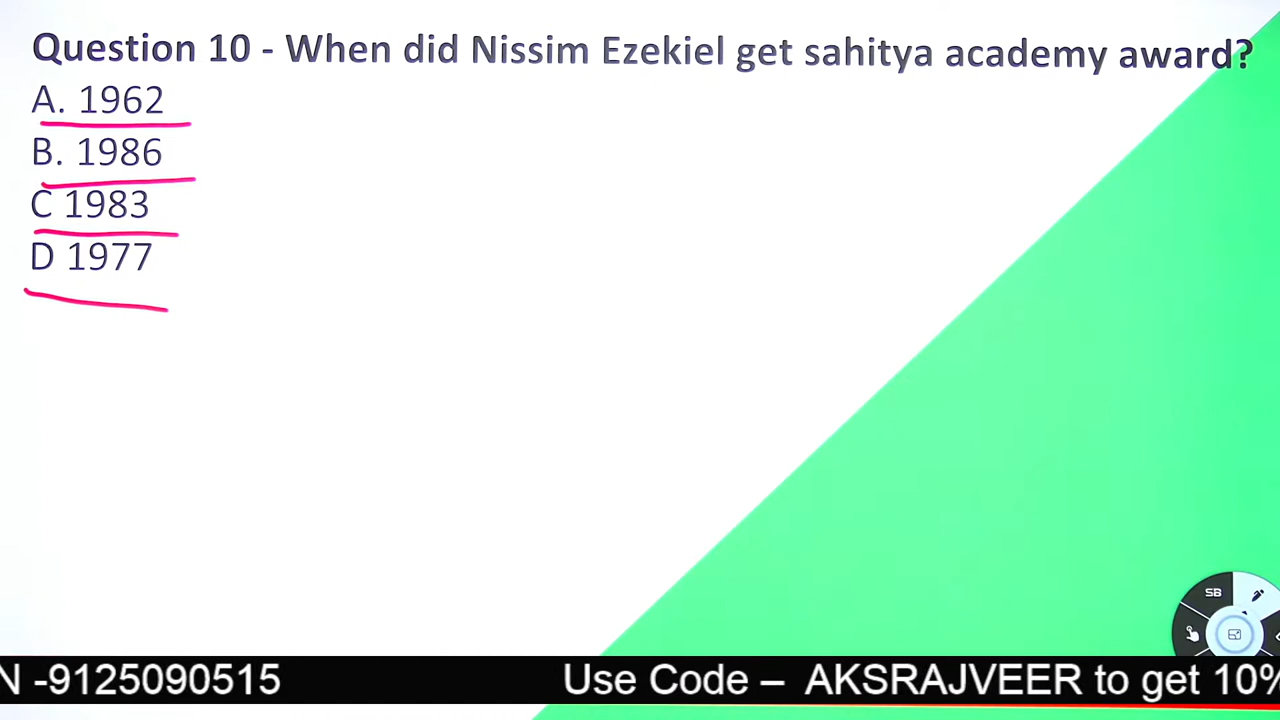 Question 10 - When did Nissim Ezekiel get sahitya academy award?
A. 1962
B. 1986
C 1983
D 1977
SB
N -9125090515 Use Code – AKSRAJVEER to get 10%